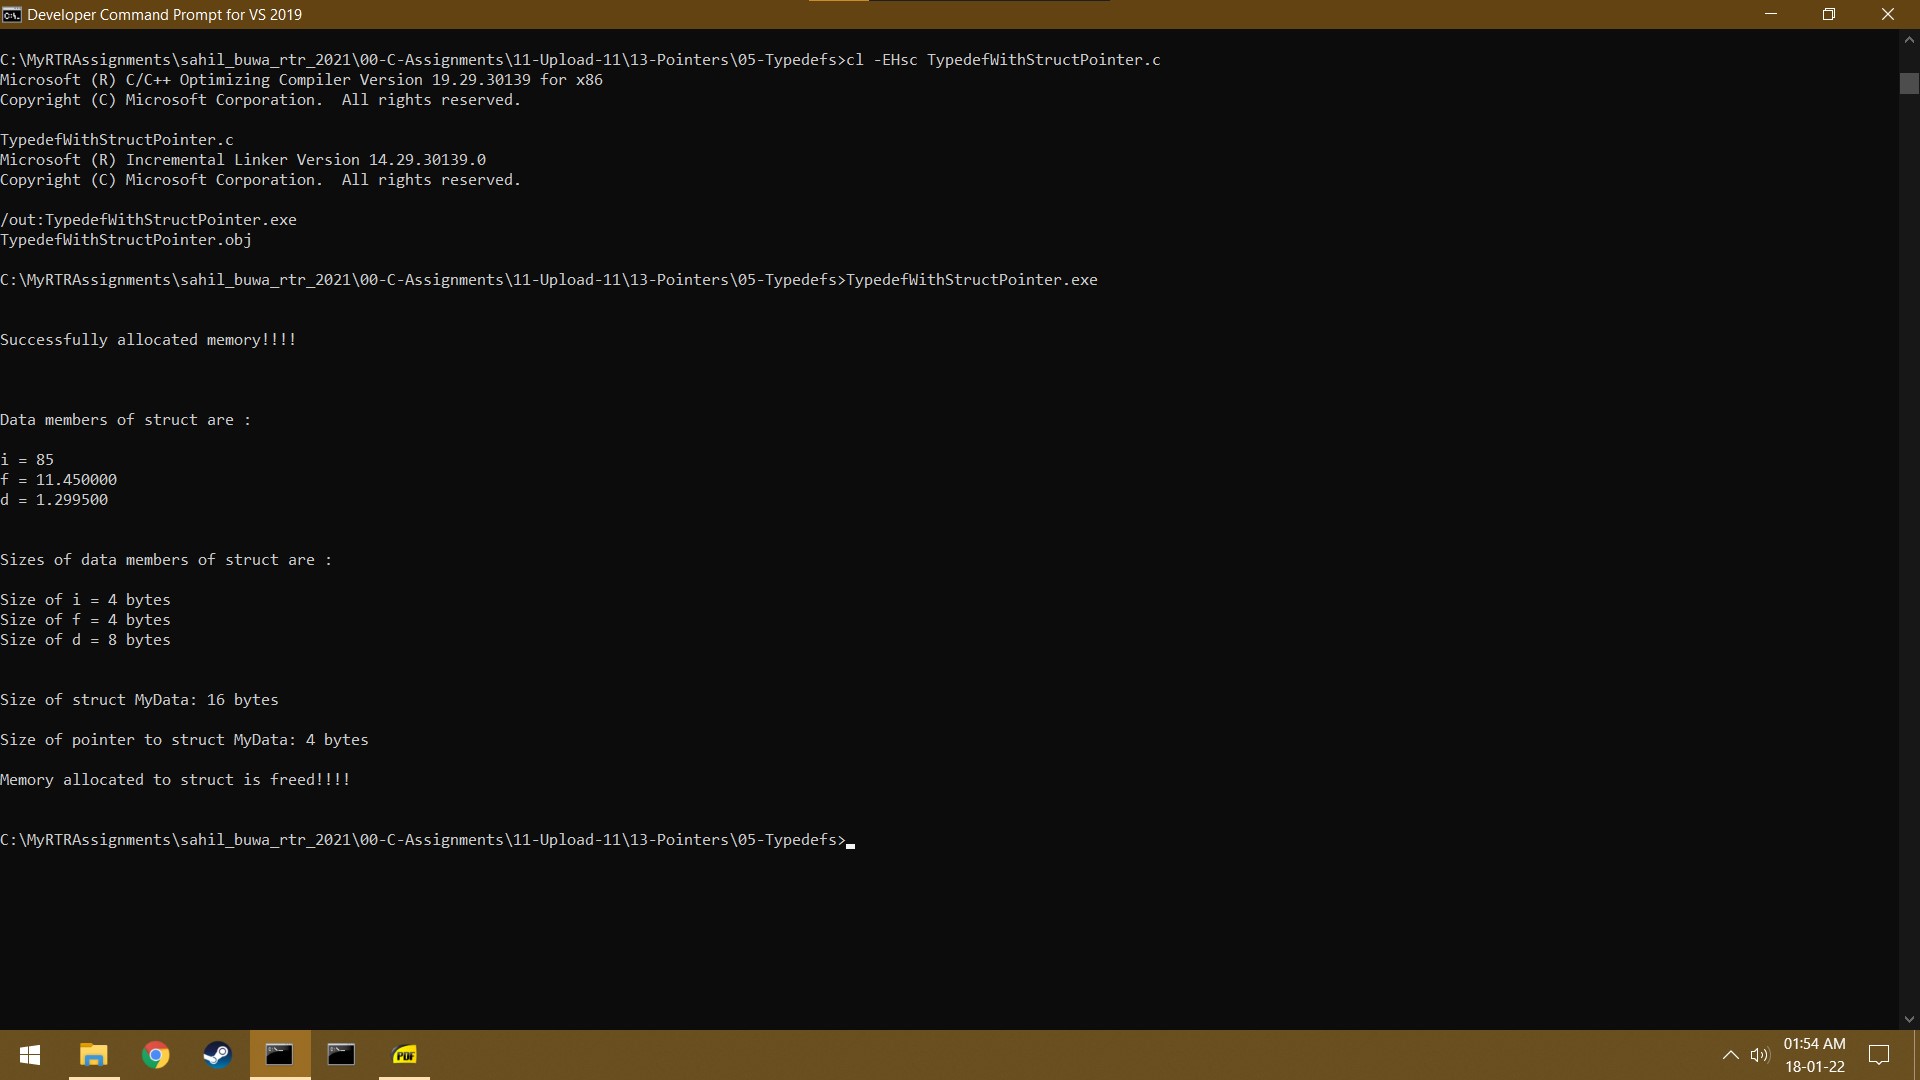 Developer Command Prompt for VS 2019
C:\MyRTRAssignments\sahil_buwa_rtr_2021\00-C-Assignments\11-Upload-11\13-Pointers\05-Typedefs>cl -EHsc TypedefWithStructPointer.c
Microsoft (R) C/C++ Optimizing Compiler Version 19.29.30139 for x86
Copyright (C) Microsoft Corporation.  All rights reserved.
TypedefWithStructPointer.c
Microsoft (R) Incremental Linker Version 14.29.30139.0
Copyright (C) Microsoft Corporation.  All rights reserved.
/out:TypedefWithStructPointer.exe
TypedefWithStructPointer.obj
C:\MyRTRAssignments\sahil_buwa_rtr_2021\00-C-Assignments\11-Upload-11\13-Pointers\05-Typedefs>TypedefWithStructPointer.exe
Successfully allocated memory!!!!
Data members of struct are :
i = 85
f = 11.450000
d = 1.299500
Sizes of data members of struct are :
Size of i = 4 bytes
Size of f = 4 bytes
Size of d = 8 bytes
Size of struct MyData: 16 bytes
Size of pointer to struct MyData: 4 bytes
Memory allocated to struct is freed!!!!
C:\MyRTRAssignments\sahil_buwa_rtr_2021\00-C-Assignments\11-Upload-11\13-Pointers\05-Typedefs>
PDF
01:54 AM
18-01-22